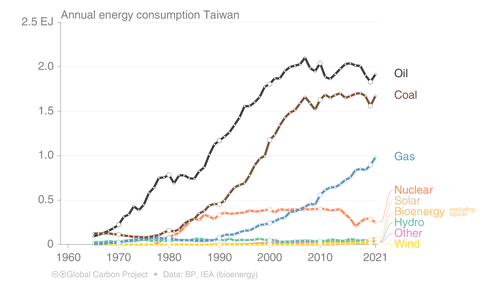 Annual energy consumption Taiwan
2.5 EJ
2.0
1.5
1.0
0.5
0
1960
1970
1980
1990
2000
2010
2021
Oil
Coal
Gas
Nuclear
Solar
Bioenergy excluding liquids
Hydro
Other
Wind
Global Carbon Project • Data: BP, IEA (bioenergy)